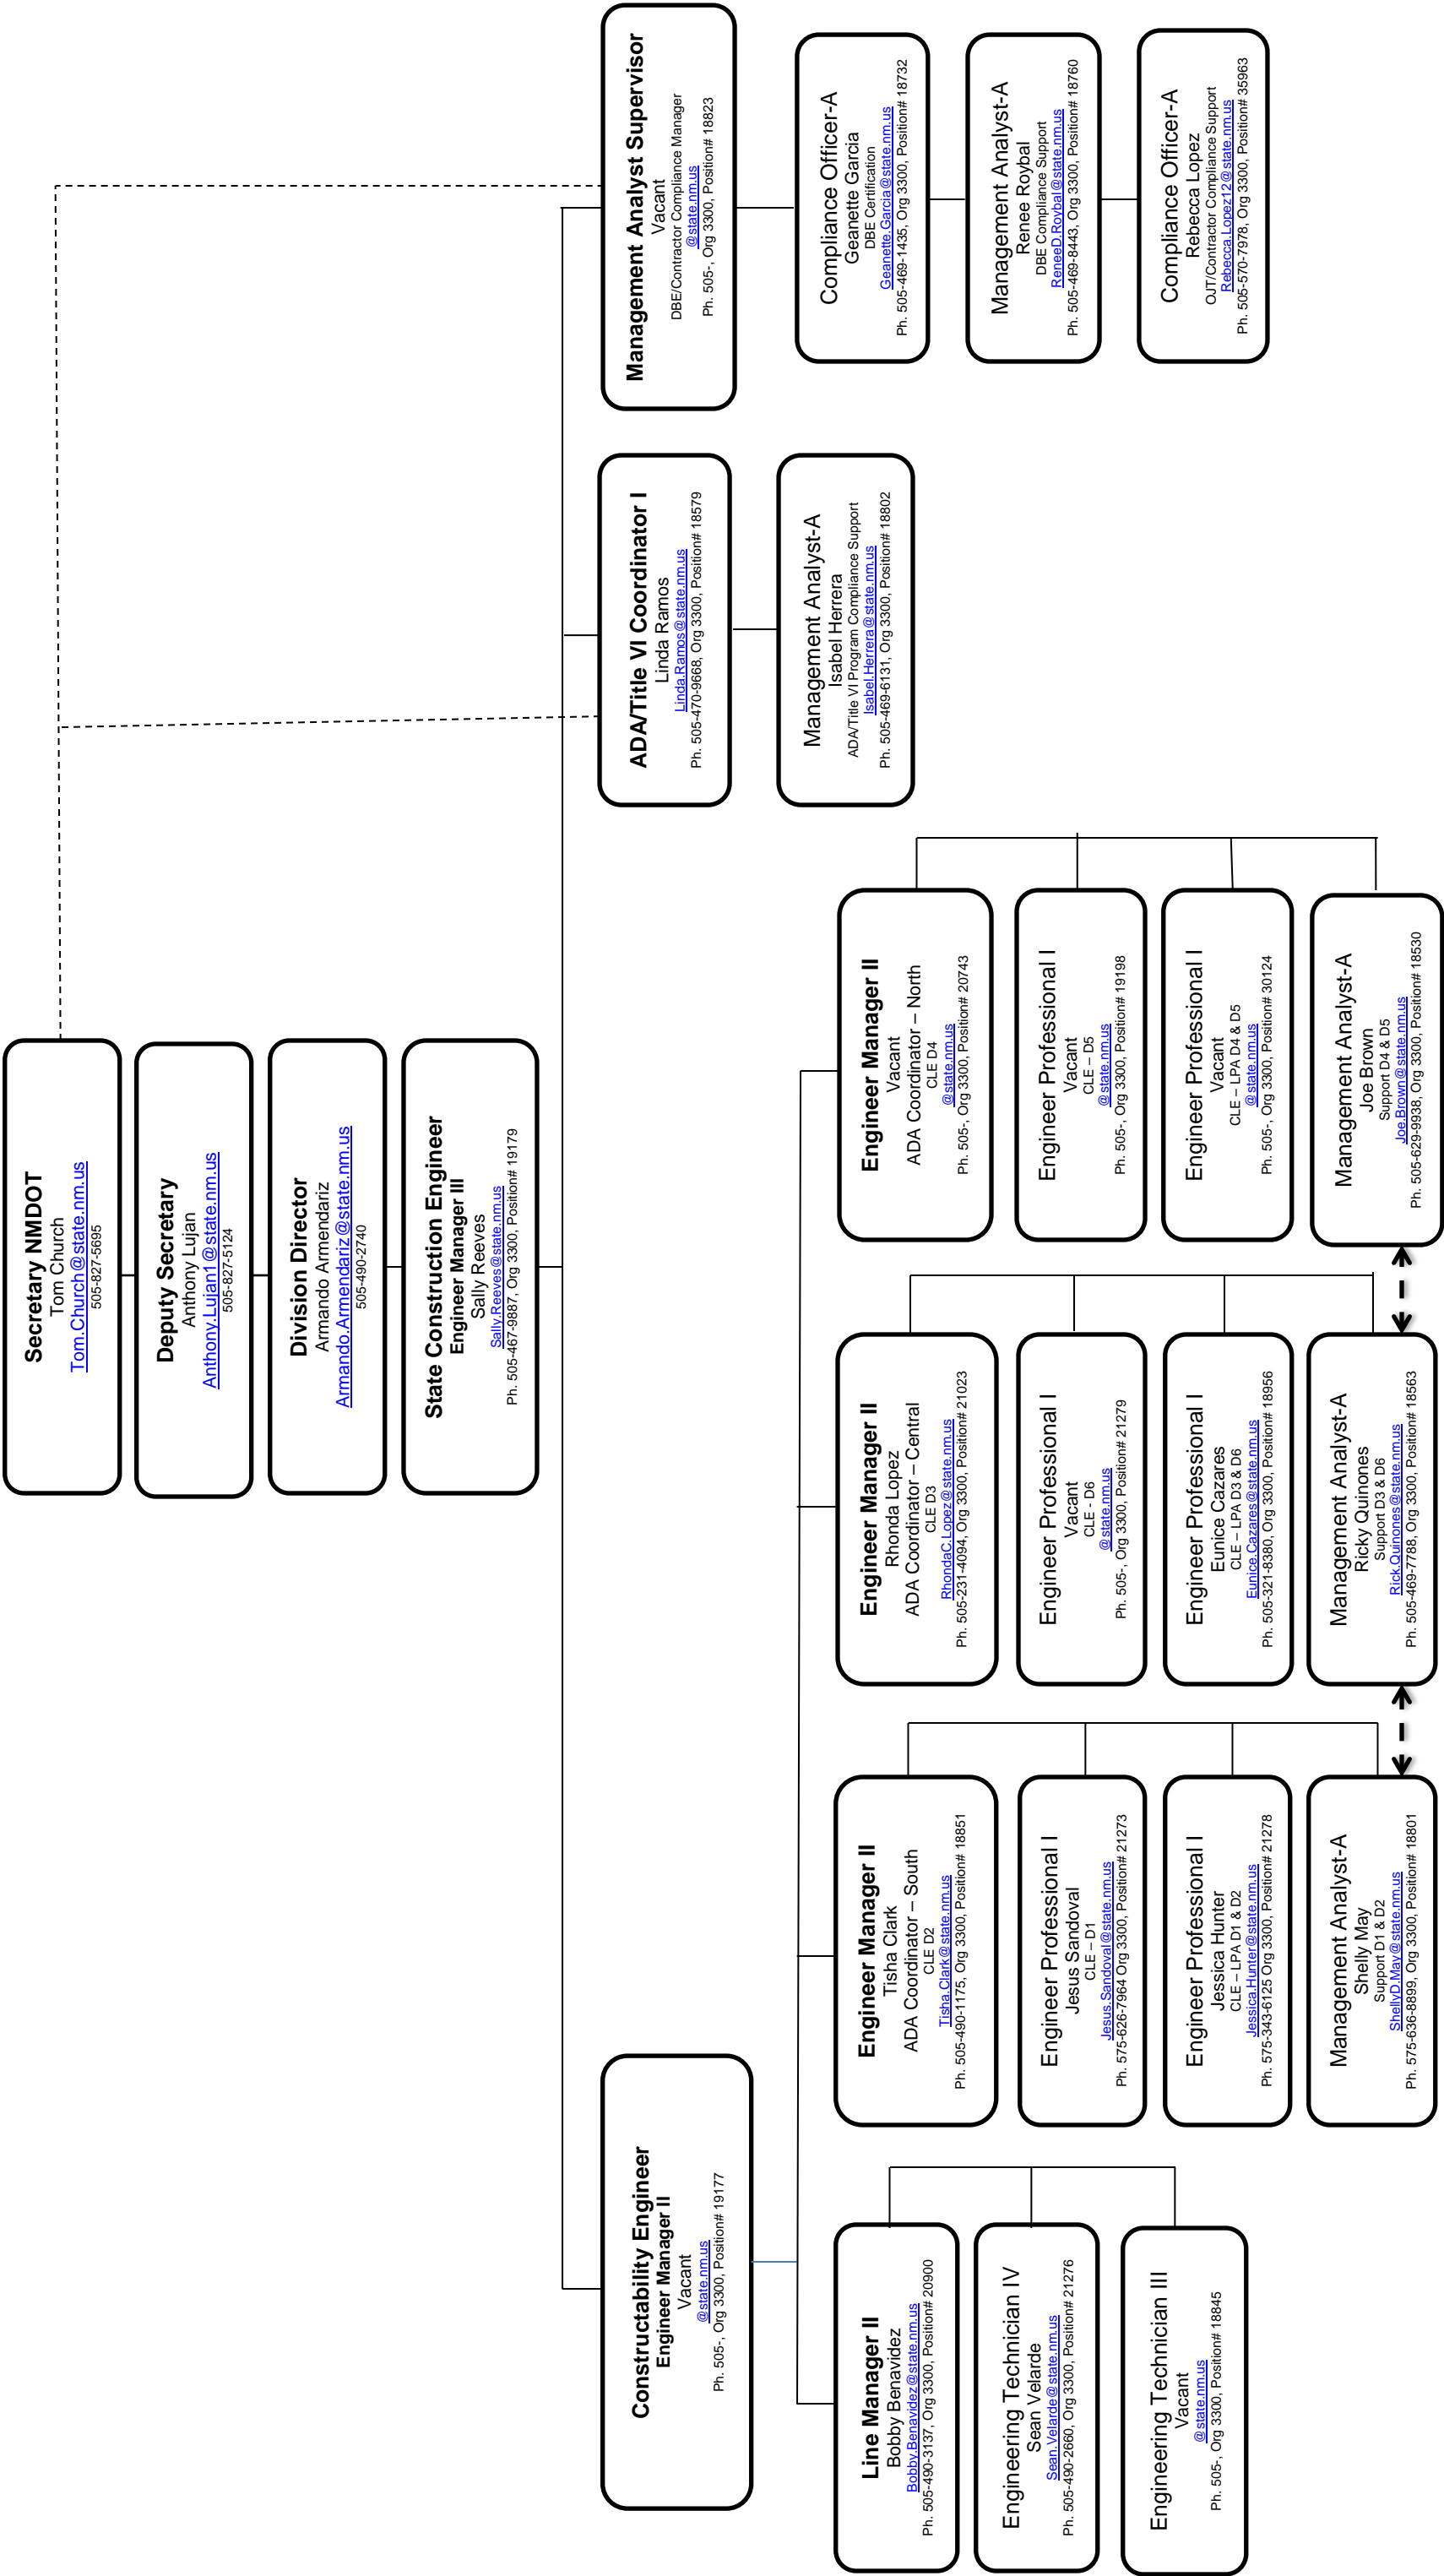 Secretary NMDOT
Tom Church
Tom.Church@state.nm.us
505-827-5695
Deputy Secretary
Anthony Lujan
Anthony.Lujan1@state.nm.us
505-827-5124
Division Director
Armando Armendariz
Armando.Armendariz@state.nm.us
505-490-2740
State Construction Engineer
Engineer Manager III
Sally Reeves
Sally.Reeves@state.nm.us
Ph. 505-467-9887, Org 3300, Position# 19179
Constructability Engineer
Engineer Manager II
Vacant
@state.nm.us
Ph. 505-, Org 3300, Position# 19177
ADA/Title VI Coordinator I
Linda Ramos
Linda.Ramos@state.nm.us
Ph. 505-470-9668, Org 3300, Position# 18579
Management Analyst Supervisor
Vacant
DBE/Contractor Compliance Manager
@state.nm.us
Ph. 505-, Org 3300, Position# 18823
Management Analyst-A
Isabel Herrera
ADA/Title VI Program Compliance Support
Isabel.Herrera@state.nm.us
Ph. 505-469-6131, Org 3300, Position# 18802
Compliance Officer-A
Geanette Garcia
DBE Certification
Geanette.Garcia@state.nm.us
Ph. 505-469-1435, Org 3300, Position# 18732
Management Analyst-A
Renee Roybal
DBE Compliance Support
ReneeD.Roybal@state.nm.us
Ph. 505-469-8443, Org 3300, Position# 18760
Compliance Officer-A
Rebecca Lopez
OJT/Contractor Compliance Support
Rebecca.Lopez12@state.nm.us
Ph. 505-570-7978, Org 3300, Position# 35963
Line Manager II
Bobby Benavidez
Bobby.Benavidez@state.nm.us
Ph. 505-490-3137, Org 3300, Position# 20900
Engineering Technician IV
Sean Velarde
Sean.Velarde@state.nm.us
Ph. 505-490-2660, Org 3300, Position# 21276
Engineering Technician III
Vacant
@state.nm.us
Ph. 505-, Org 3300, Position# 18845
Engineer Manager II
Tisha Clark
ADA Coordinator – South
CLE D2
Tisha.Clark@state.nm.us
Ph. 505-490-1175, Org 3300, Position# 18851
Engineer Professional I
Jesus Sandoval
CLE – D1
Jesus.Sandoval@state.nm.us
Ph. 575-626-7964 Org 3300, Position# 21273
Engineer Professional I
Jessica Hunter
CLE – LPA D1 & D2
Jessica.Hunter@state.nm.us
Ph. 575-343-6125 Org 3300, Position# 21278
Management Analyst-A
Shelly May
Support D1 & D2
ShellyD.May@state.nm.us
Ph. 575-636-8899, Org 3300, Position# 18801
Engineer Manager II
Rhonda Lopez
ADA Coordinator – Central
CLE D3
RhondaC.Lopez@state.nm.us
Ph. 505-231-4094, Org 3300, Position# 21023
Engineer Professional I
Vacant
CLE - D6
@state.nm.us
Ph. 505-, Org 3300, Position# 21279
Engineer Professional I
Eunice Cazares
CLE – LPA D3 & D6
Eunice.Cazares@state.nm.us
Ph. 505-321-8380, Org 3300, Position# 18956
Management Analyst-A
Ricky Quinones
Support D3 & D6
Rick.Quinones@state.nm.us
Ph. 505-469-7788, Org 3300, Position# 18563
Engineer Manager II
Vacant
ADA Coordinator – North
CLE D4
@state.nm.us
Ph. 505-, Org 3300, Position# 20743
Engineer Professional I
Vacant
CLE – D5
@state.nm.us
Ph. 505-, Org 3300, Position# 19198
Engineer Professional I
Vacant
CLE – LPA D4 & D5
@state.nm.us
Ph. 505-, Org 3300, Position# 30124
Management Analyst-A
Joe Brown
Support D4 & D5
Joe.Brown@state.nm.us
Ph. 505-629-9938, Org 3300, Position# 18530